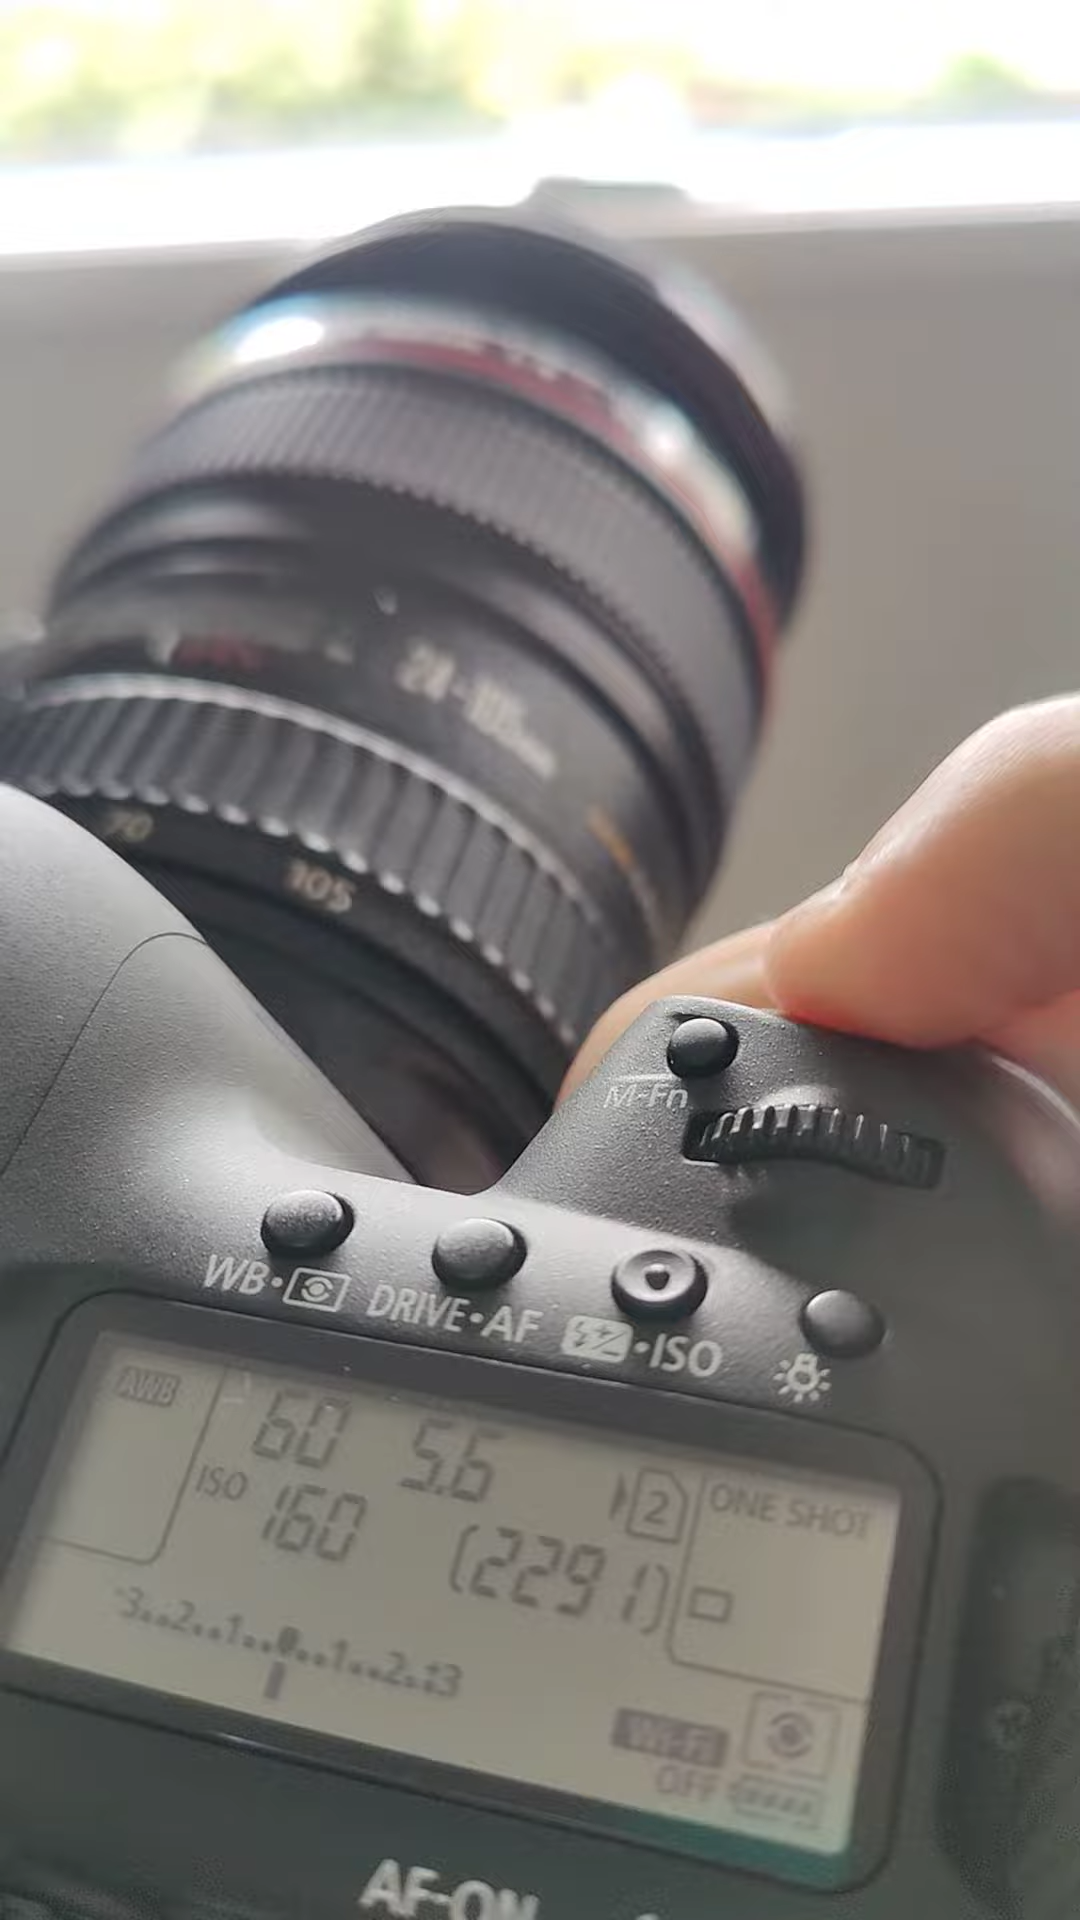 24-105mm
70 105
M-Fn
WB• DRIVE•AF •ISO
AWB 60 5.6 2 ONE SHOT
ISO 160 (2291)
3..2..1..0..1..2..3
Wi-Fi
OFF
AF-ON